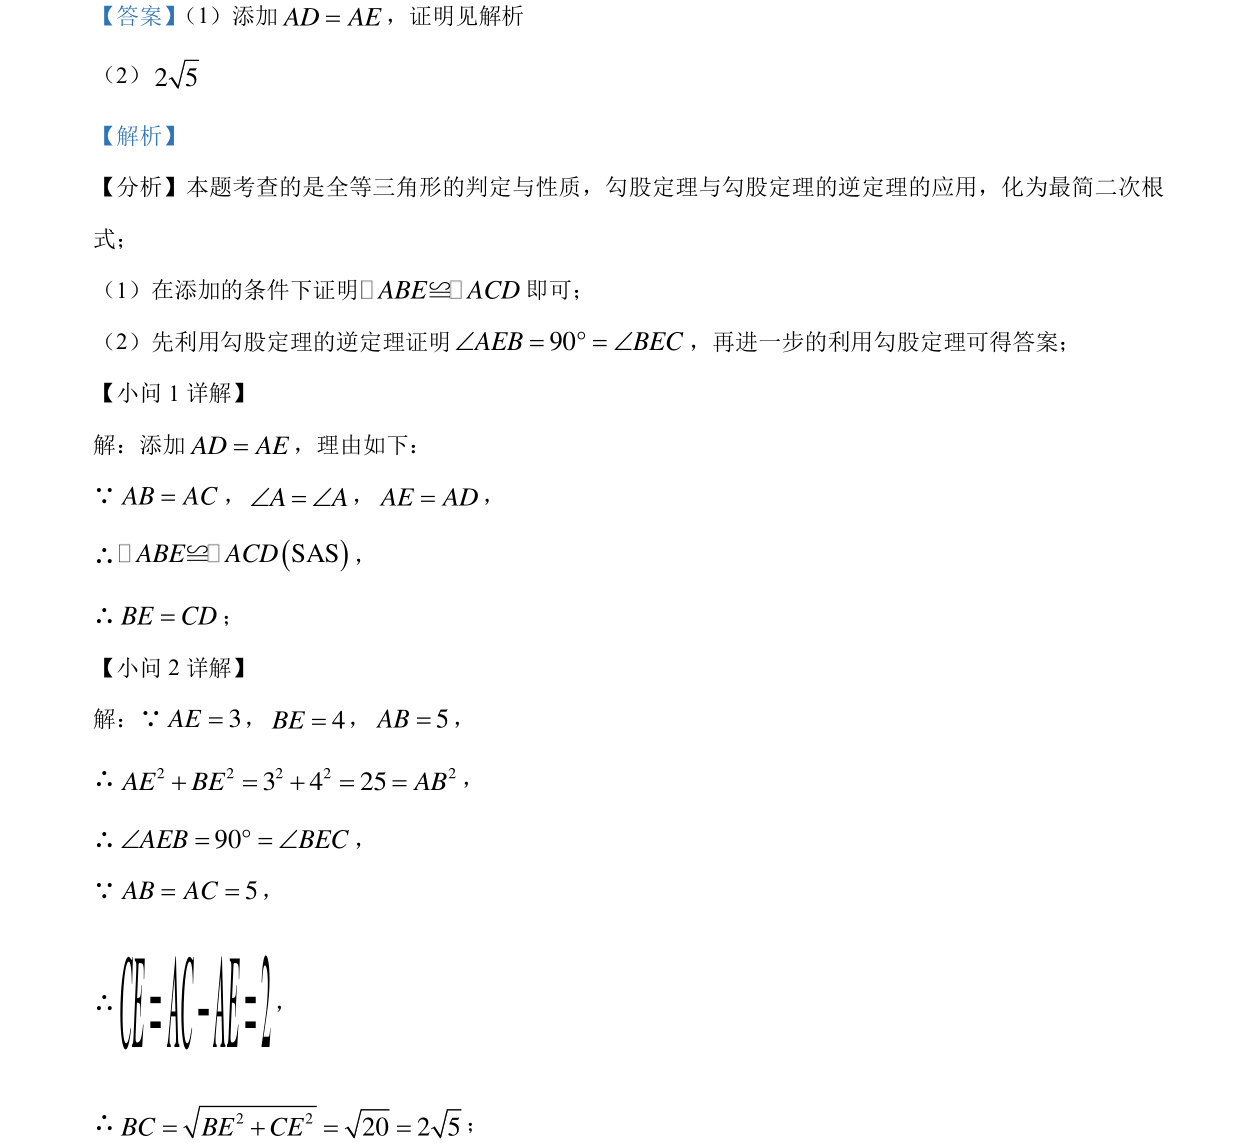 【答案】（1）添加 AD = AE，证明见解析
（2）2√5
【解析】
【分析】本题考查的是全等三角形的判定与性质，勾股定理与勾股定理的逆定理的应用，化为最简二次根
式；
（1）在添加的条件下证明□ABE≌□ACD 即可；
（2）先利用勾股定理的逆定理证明∠AEB = 90° = ∠BEC，再进一步的利用勾股定理可得答案；
【小问 1 详解】
解：添加 AD = AE，理由如下：
∵ AB = AC，∠A = ∠A，AE = AD，
∴□ABE≌□ACD(SAS)，
∴ BE = CD；
【小问 2 详解】
解：∵ AE = 3，BE = 4，AB = 5，
∴ AE² + BE² = 3² + 4² = 25 = AB²，
∴ ∠AEB = 90° = ∠BEC，
∵ AB = AC = 5，
∴ CE = AC − AE = 2，
∴ BC = √(BE² + CE²) = √20 = 2√5；